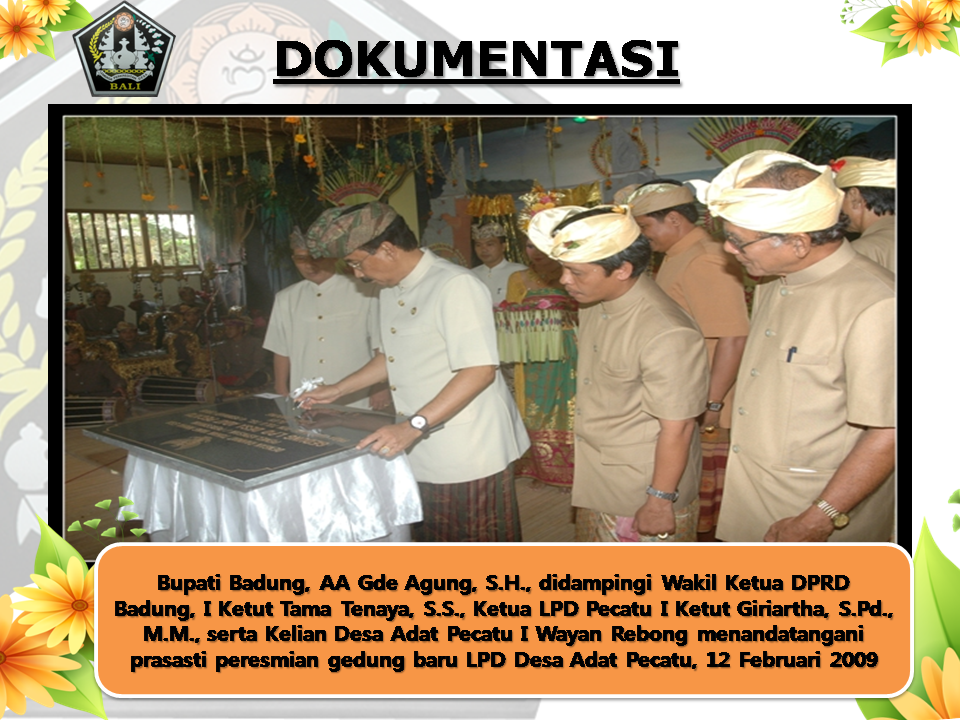 BALI
DOKUMENTASI
Bupati Badung, AA Gde Agung, S.H., didampingi Wakil Ketua DPRD
Badung, I Ketut Tama Tenaya, S.S., Ketua LPD Pecatu I Ketut Giriartha, S.Pd.,
M.M., serta Kelian Desa Adat Pecatu I Wayan Rebong menandatangani
prasasti peresmian gedung baru LPD Desa Adat Pecatu, 12 Februari 2009